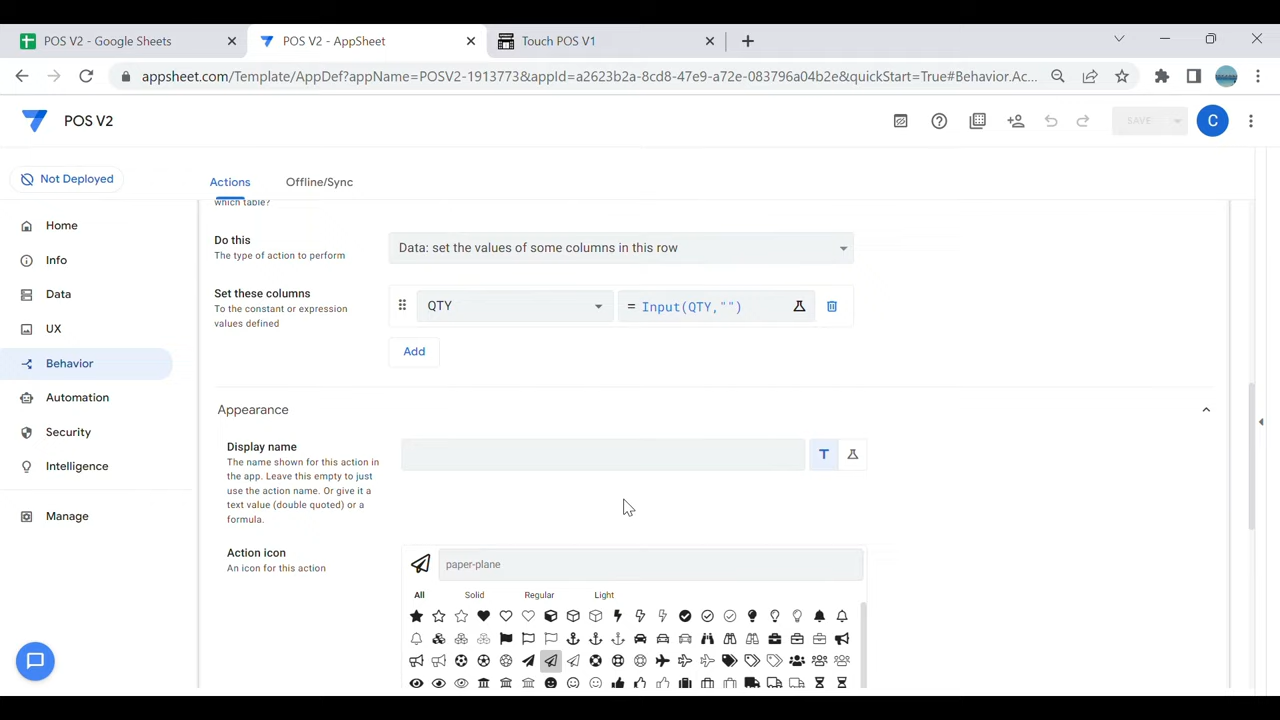 POS V2 - Google Sheets
POS V2 - AppSheet
Touch POS V1
appsheet.com/Template/AppDef?appName=POSV2-1913773&appId=a2623b2a-8cd8-47e9-a72e-083796a04b2e&quickStart=True#Behavior.Ac...
POS V2
SAVE
C
Not Deployed
Actions
Offline/Sync
which table?
Home
Info
Data
UX
Behavior
Automation
Security
Intelligence
Manage
Do this
The type of action to perform
Data: set the values of some columns in this row
Set these columns
To the constant or expression
values defined
QTY
= Input(QTY,"")
Add
Appearance
Display name
The name shown for this action in
the app. Leave this empty to just
use the action name. Or give it a
text value (double quoted) or a
formula.
T
Action icon
An icon for this action
paper-plane
All
Solid
Regular
Light